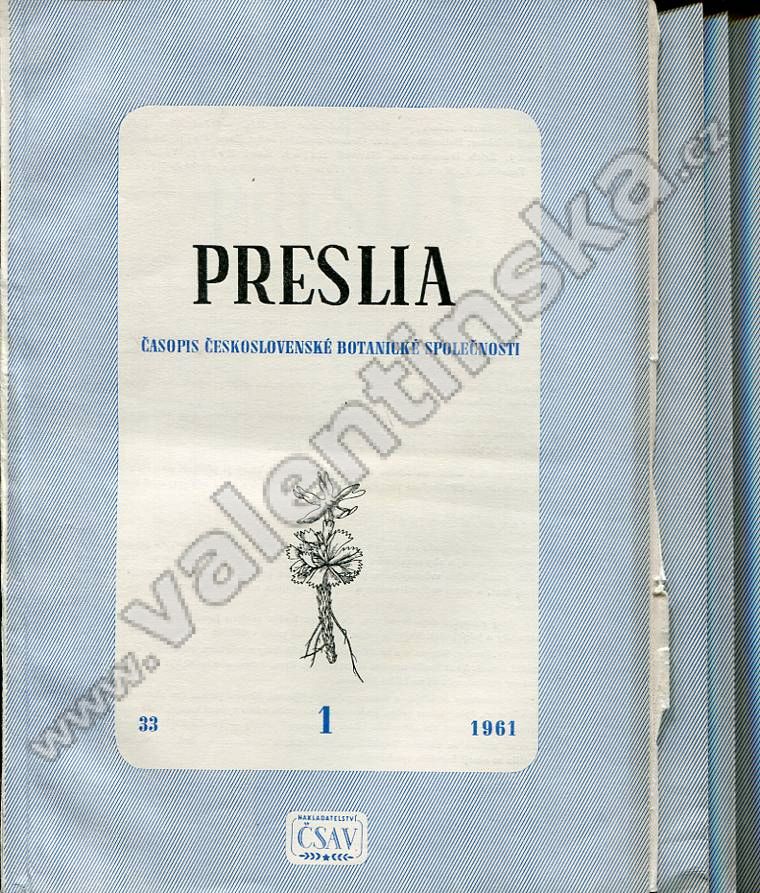 PRESLIA
ČASOPIS ČESKOSLOVENSKÉ BOTANICKÉ SPOLEČNOSTI
33
1
1961
NAKLADATELSTVÍ
ČSAV
www.valentinska.cz